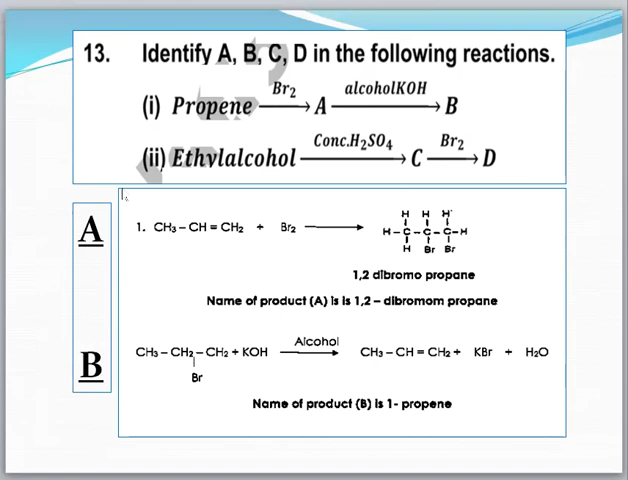 13. Identify A, B, C, D in the following reactions.
(i) Propene —Br₂→ A —alcoholKOH→ B
(ii) Ethylalcohol —Conc.H₂SO₄→ C —Br₂→ D
A
1. CH₃ – CH = CH₂ + Br₂ ⟶
H H H
H – C – C – C – H
H Br Br
1,2 dibromo propane
Name of product (A) is is 1,2 – dibromom propane
B
CH₃ – CH₂ – CH₂ + KOH —Alcohol→ CH₃ – CH = CH₂ + KBr + H₂O
Br
Name of product (B) is 1- propene